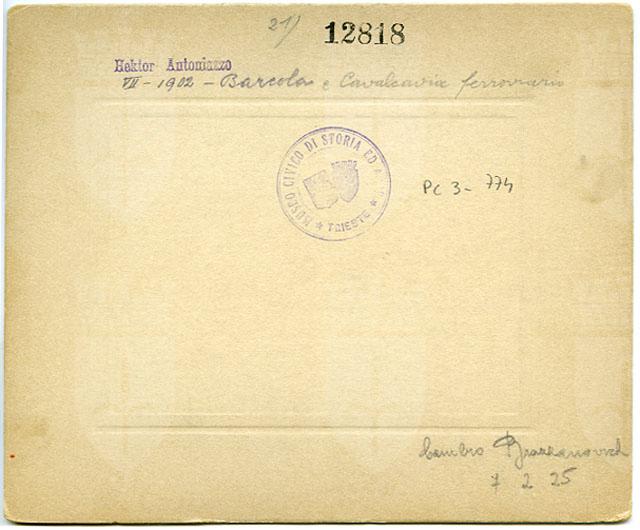 21)
12818
Hektor Antoniazzo
VII - 1902 - Barcola e Cavalcavia ferroviario
MUSEO CIVICO DI STORIA ED
★ TRIESTE ★
Pc 3 - 774
7 2 25